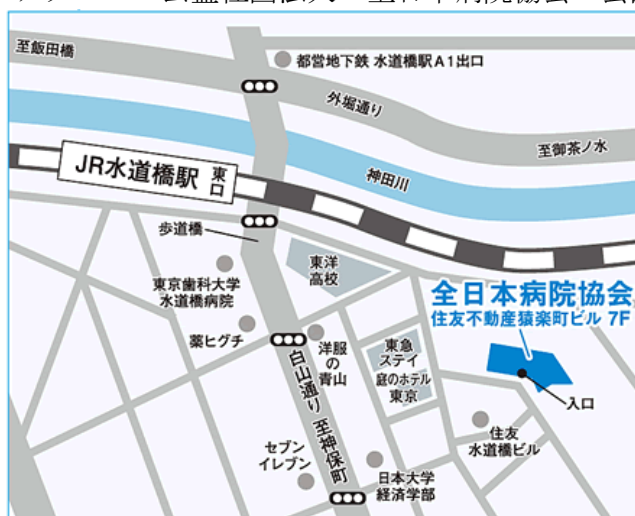 至飯田橋
都営地下鉄 水道橋駅A1出口
外堀通り
至御茶ノ水
神田川
JR水道橋駅 東口
歩道橋
東洋
高校
東京歯科大学
水道橋病院
全日本病院協会
住友不動産猿楽町ビル 7F
薬ヒグチ
洋服の青山
東急
ステイ
庭のホテル
東京
入口
白山通り 至神保町
住友
水道橋ビル
セブン
イレブン
日本大学
経済学部